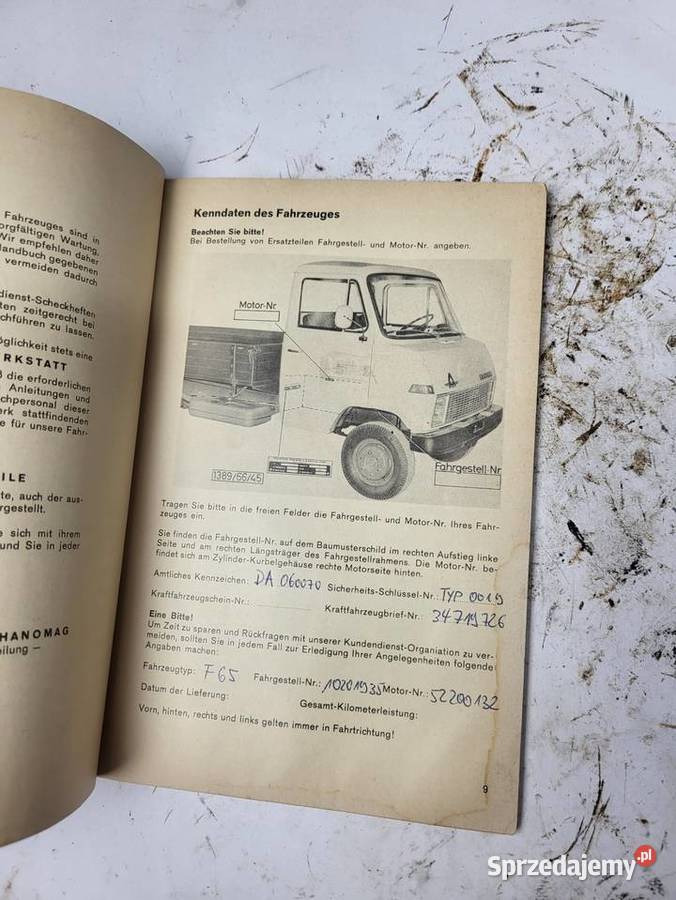 Fahrzeuges sind in
orgfältigen Wartung.
Wir empfehlen daher
Handbuch gegebenen
vermeiden dadurch
dienst-Scheckheften
ten zeitgerecht bei
chführen zu lassen.
öglichkeit stets eine
RKSTATT
ß die erforderlichen
Anleitungen und
chpersonal dieser
erk stattfindenden
e für unsere Fahr-
ILE
te, auch der aus-
rgestellt.
e sich mit ihrem
und Sie in jeder
HANOMAG
eilung –
Kenndaten des Fahrzeuges
Beachten Sie bitte!
Bei Bestellung von Ersatzteilen Fahrgestell- und Motor-Nr. angeben.
Motor-Nr.
Fahrgestell-Nr.
1389/66/45
Tragen Sie bitte in die freien Felder die Fahrgestell- und Motor-Nr. Ihres Fahr-
zeuges ein.
Sie finden die Fahrgestell-Nr. auf dem Baumusterschild im rechten Aufstieg linke
Seite und am rechten Längsträger des Fahrgestellrahmens. Die Motor-Nr. be-
findet sich am Zylinder-Kurbelgehäuse rechte Motorseite hinten.
Amtliches Kennzeichen: DA 060070 Sicherheits-Schlüssel-Nr.: TYP 0019
Kraftfahrzeugschein-Nr.: Kraftfahrzeugbrief-Nr.: 34719726
Eine Bitte!
Um Zeit zu sparen und Rückfragen mit unserer Kundendienst-Organiation zu ver-
meiden, sollten Sie in jedem Fall zur Erledigung Ihrer Angelegenheiten folgende
Angaben machen:
Fahrzeugtyp: F65 Fahrgestell-Nr.: 10201935 Motor-Nr.: 52200132
Datum der Lieferung: Gesamt-Kilometerleistung:
Vorn, hinten, rechts und links gelten immer in Fahrtrichtung!
9
Sprzedajemy.pl